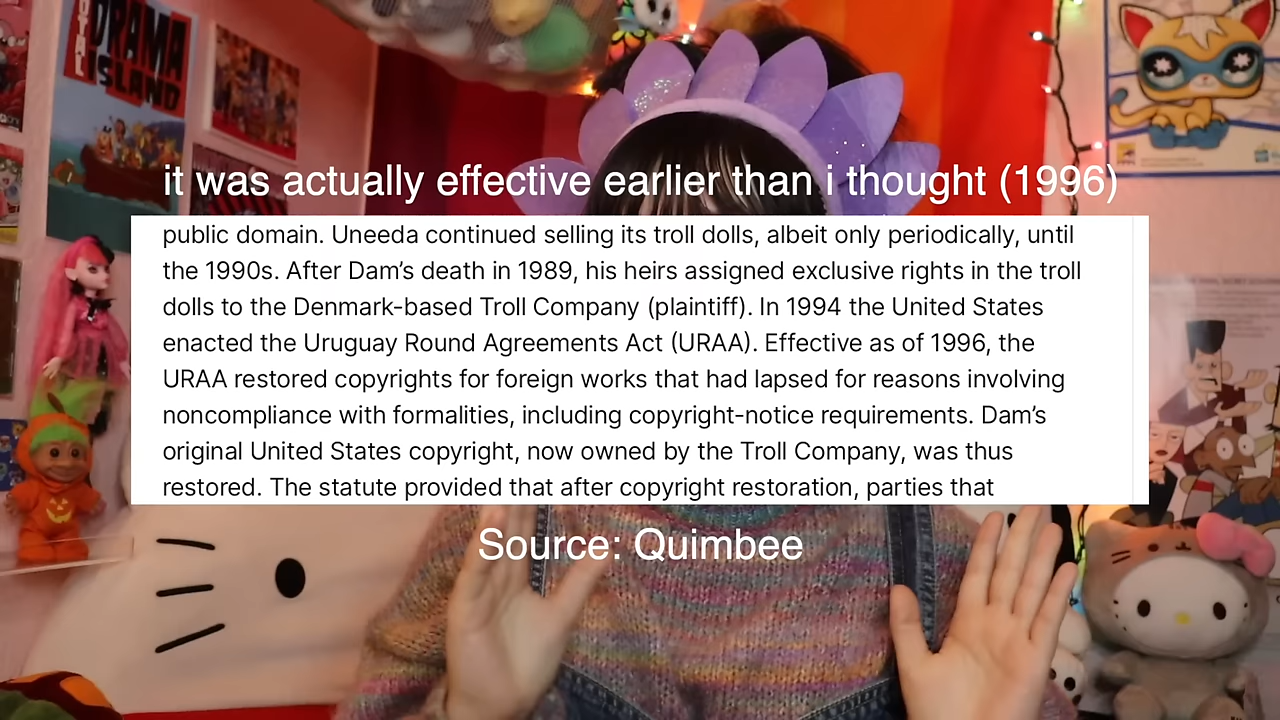 TOTAL
DRAMA
ISLAND
it was actually effective earlier than i thought (1996)
public domain. Uneeda continued selling its troll dolls, albeit only periodically, until
the 1990s. After Dam’s death in 1989, his heirs assigned exclusive rights in the troll
dolls to the Denmark-based Troll Company (plaintiff). In 1994 the United States
enacted the Uruguay Round Agreements Act (URAA). Effective as of 1996, the
URAA restored copyrights for foreign works that had lapsed for reasons involving
noncompliance with formalities, including copyright-notice requirements. Dam’s
original United States copyright, now owned by the Troll Company, was thus
restored. The statute provided that after copyright restoration, parties that
Source: Quimbee